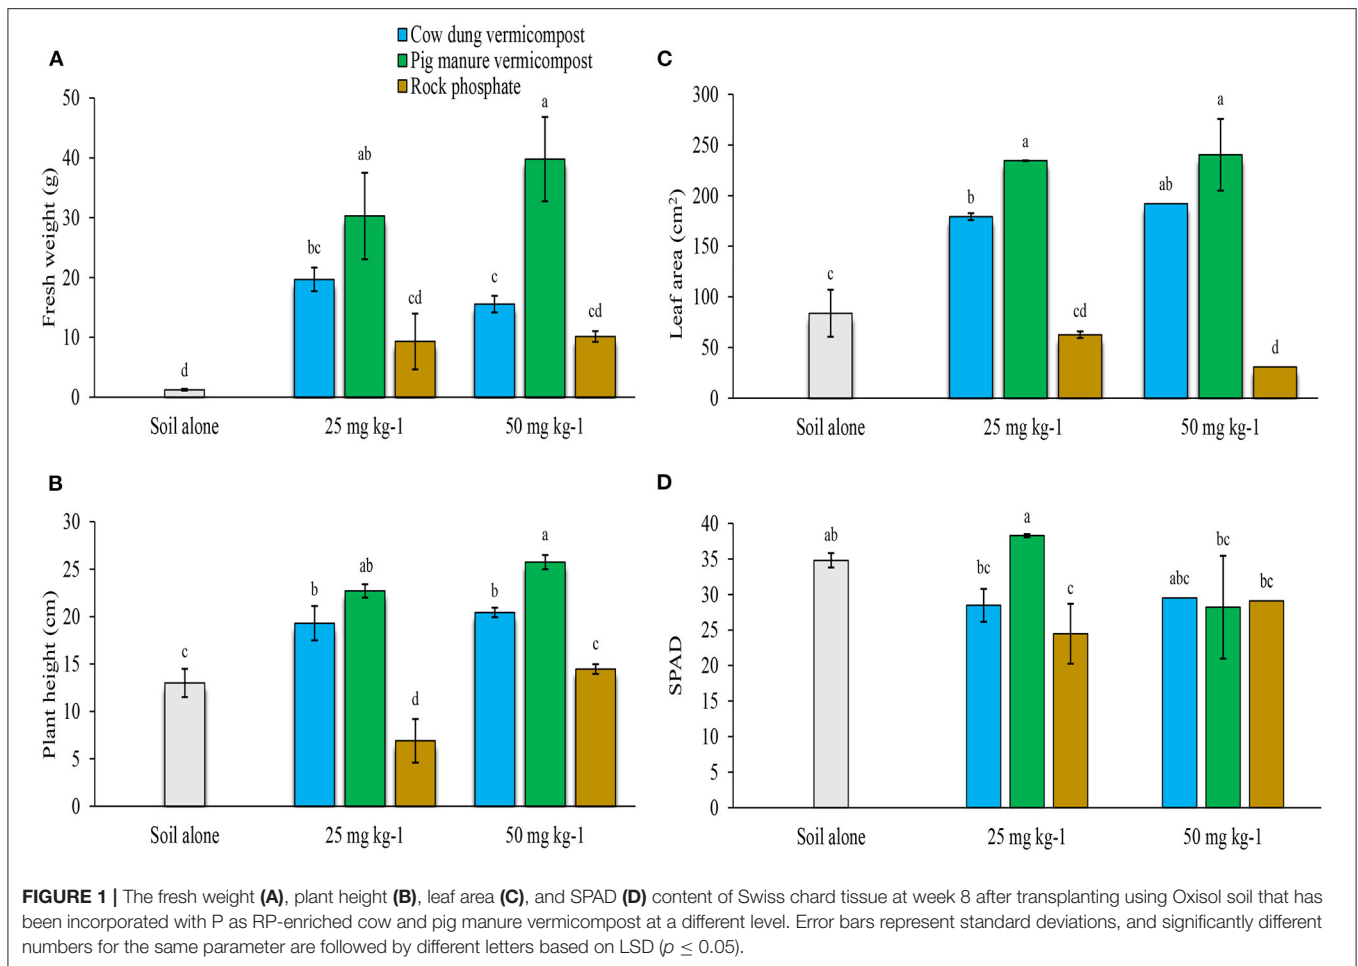 Cow dung vermicompost
Pig manure vermicompost
Rock phosphate
A
Fresh weight (g)
50
40
30
20
10
0
d
bc
ab
cd
c
a
cd
Soil alone
25 mg kg-1
50 mg kg-1
C
Leaf area (cm²)
300
250
200
150
100
50
0
c
b
a
cd
ab
a
d
Soil alone
25 mg kg-1
50 mg kg-1
B
Plant height (cm)
30
25
20
15
10
5
0
c
b
ab
d
b
a
c
Soil alone
25 mg kg-1
50 mg kg-1
D
SPAD
40
35
30
25
20
15
10
5
0
ab
bc
a
c
abc
bc
bc
Soil alone
25 mg kg-1
50 mg kg-1
FIGURE 1 | The fresh weight (A), plant height (B), leaf area (C), and SPAD (D) content of Swiss chard tissue at week 8 after transplanting using Oxisol soil that has
been incorporated with P as RP-enriched cow and pig manure vermicompost at a different level. Error bars represent standard deviations, and significantly different
numbers for the same parameter are followed by different letters based on LSD (p ≤ 0.05).